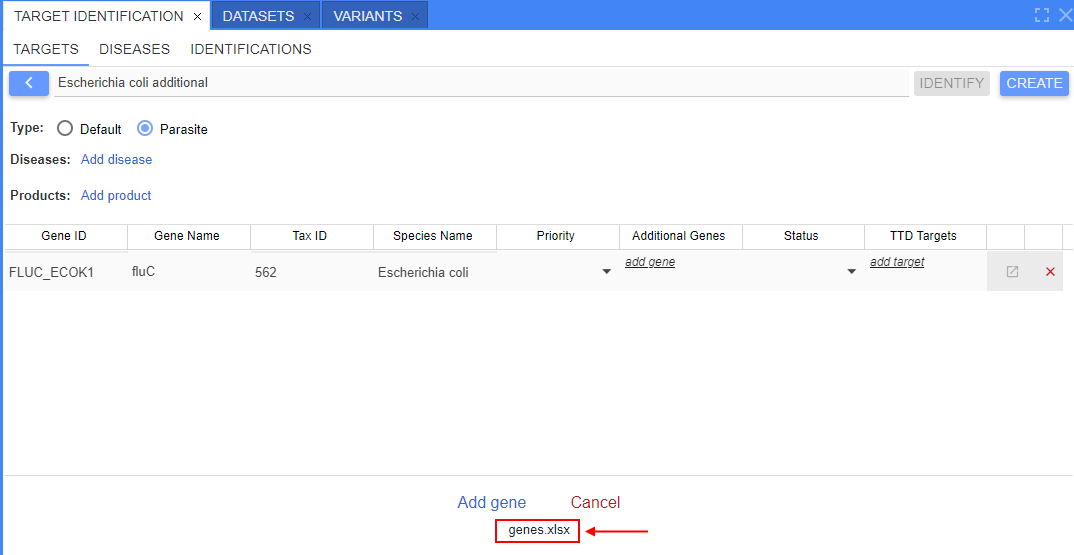 TARGET IDENTIFICATION × DATASETS × VARIANTS ×
TARGETS DISEASES IDENTIFICATIONS
Escherichia coli additional IDENTIFY CREATE
Type: Default Parasite
Diseases: Add disease
Products: Add product
Gene ID Gene Name Tax ID Species Name Priority Additional Genes Status TTD Targets
FLUC_ECOK1 fluC 562 Escherichia coli add gene add target
Add gene Cancel
genes.xlsx